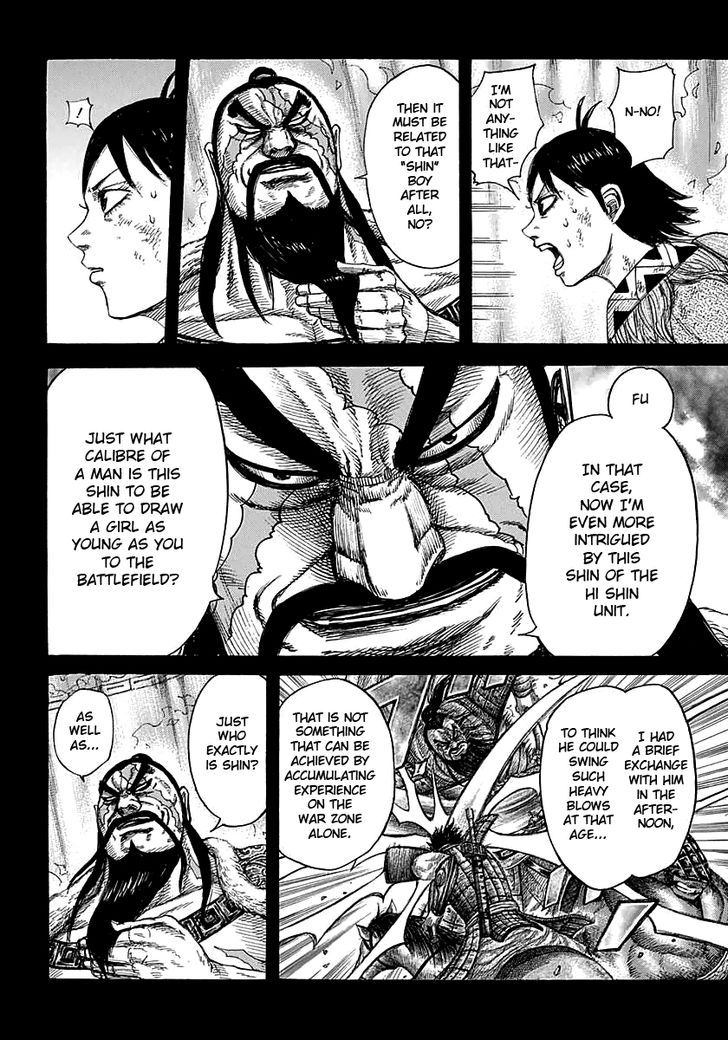 N-NO!
I'M
NOT
ANY-
THING
LIKE
THAT-
THEN IT
MUST BE
RELATED
TO THAT
"SHIN"
BOY
AFTER
ALL,
NO?
!
FU
IN THAT
CASE,
NOW I'M
EVEN MORE
INTRIGUED
BY THIS
SHIN OF THE
HI SHIN
UNIT.
JUST WHAT
CALIBRE OF
A MAN IS THIS
SHIN TO BE
ABLE TO DRAW
A GIRL AS
YOUNG AS YOU
TO THE
BATTLEFIELD?
I HAD
A BRIEF
EXCHANGE
WITH HIM
IN THE
AFTER-
NOON,
TO THINK
HE COULD
SWING
SUCH
HEAVY
BLOWS
AT THAT
AGE...
THAT IS NOT
SOMETHING
THAT CAN BE
ACHIEVED BY
ACCUMULATING
EXPERIENCE
ON THE
WAR ZONE
ALONE.
JUST
WHO
EXACTLY
IS SHIN?
AS
WELL
AS...